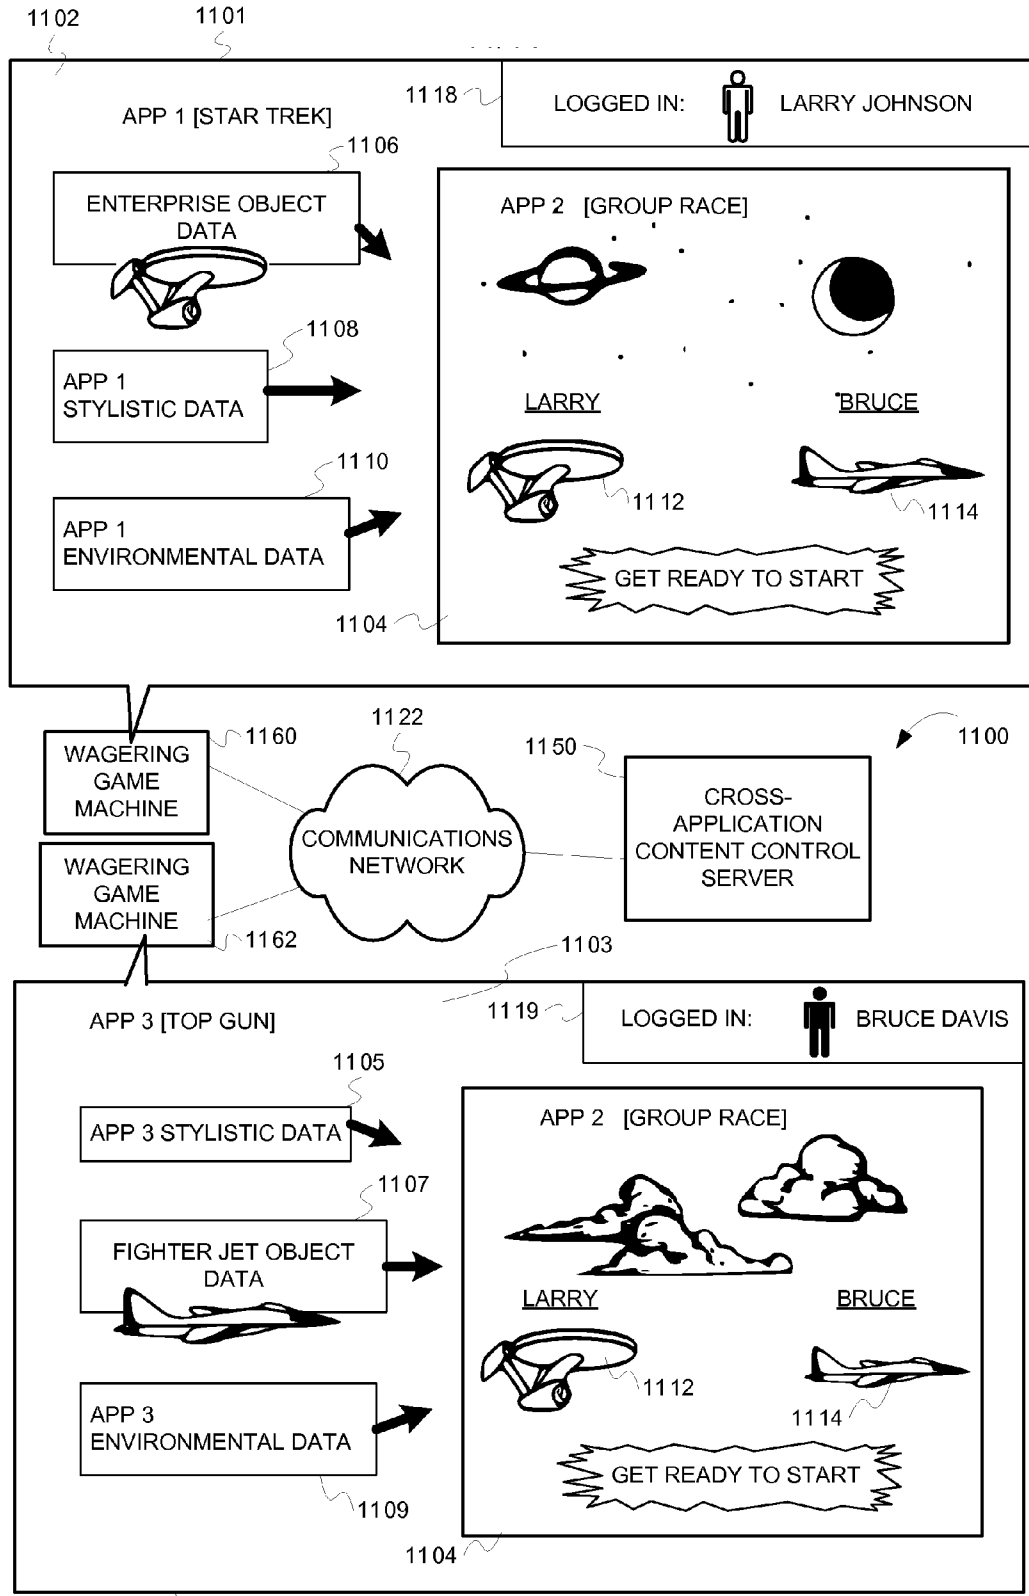 1102
1101
APP 1 [STAR TREK]
1118
LOGGED IN: LARRY JOHNSON
1106
ENTERPRISE OBJECT
DATA
APP 2 [GROUP RACE]
1108
APP 1
STYLISTIC DATA
LARRY
BRUCE
1110
1112
1114
APP 1
ENVIRONMENTAL DATA
GET READY TO START
1104
1122
1160
1150
1100
WAGERING
GAME
MACHINE
COMMUNICATIONS
NETWORK
CROSS-
APPLICATION
CONTENT CONTROL
SERVER
WAGERING
GAME
MACHINE
1162
1103
APP 3 [TOP GUN]
1119
LOGGED IN: BRUCE DAVIS
1105
APP 3 STYLISTIC DATA
APP 2 [GROUP RACE]
1107
FIGHTER JET OBJECT
DATA
LARRY
BRUCE
1112
1114
APP 3
ENVIRONMENTAL DATA
GET READY TO START
1109
1104